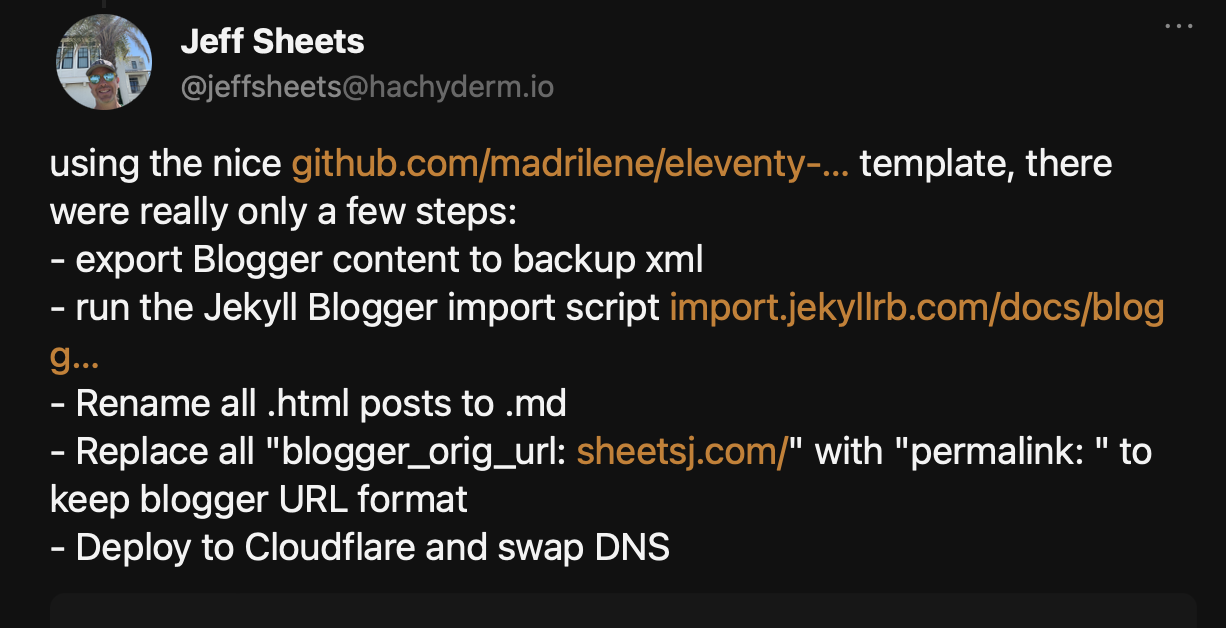 Jeff Sheets
...
@jeffsheets@hachyderm.io
using the nice github.com/madrilene/eleventy-... template, there
were really only a few steps:
- export Blogger content to backup xml
- run the Jekyll Blogger import script import.jekyllrb.com/docs/blog
g...
- Rename all .html posts to .md
- Replace all "blogger_orig_url: sheetsj.com/" with "permalink: " to
keep blogger URL format
- Deploy to Cloudflare and swap DNS